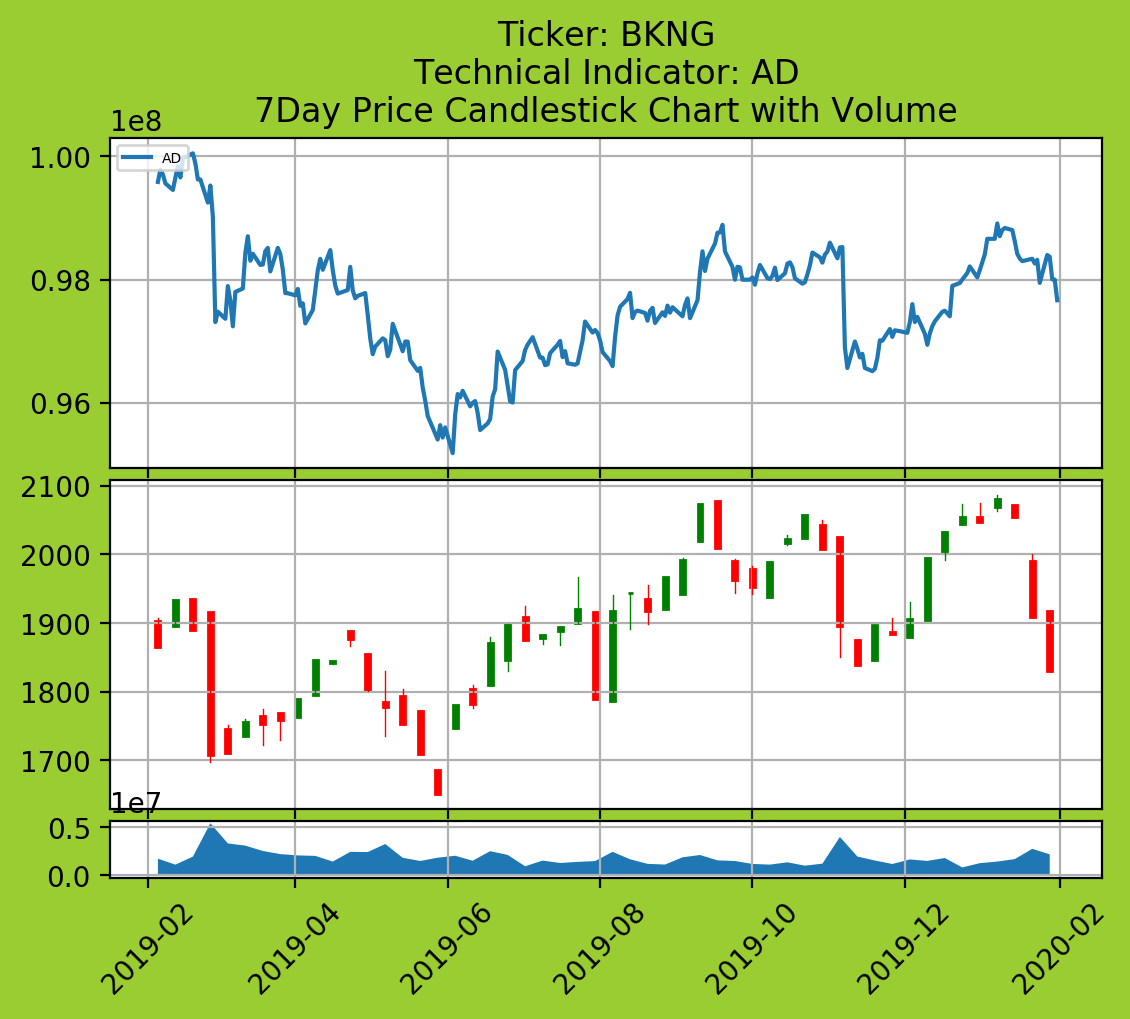 Ticker: BKNG
Technical Indicator: AD
7Day Price Candlestick Chart with Volume
1e8
AD
1.00
0.98
0.96
2100
2000
1900
1800
1700
1e7
0.5
0.0
2019-02
2019-04
2019-06
2019-08
2019-10
2019-12
2020-02